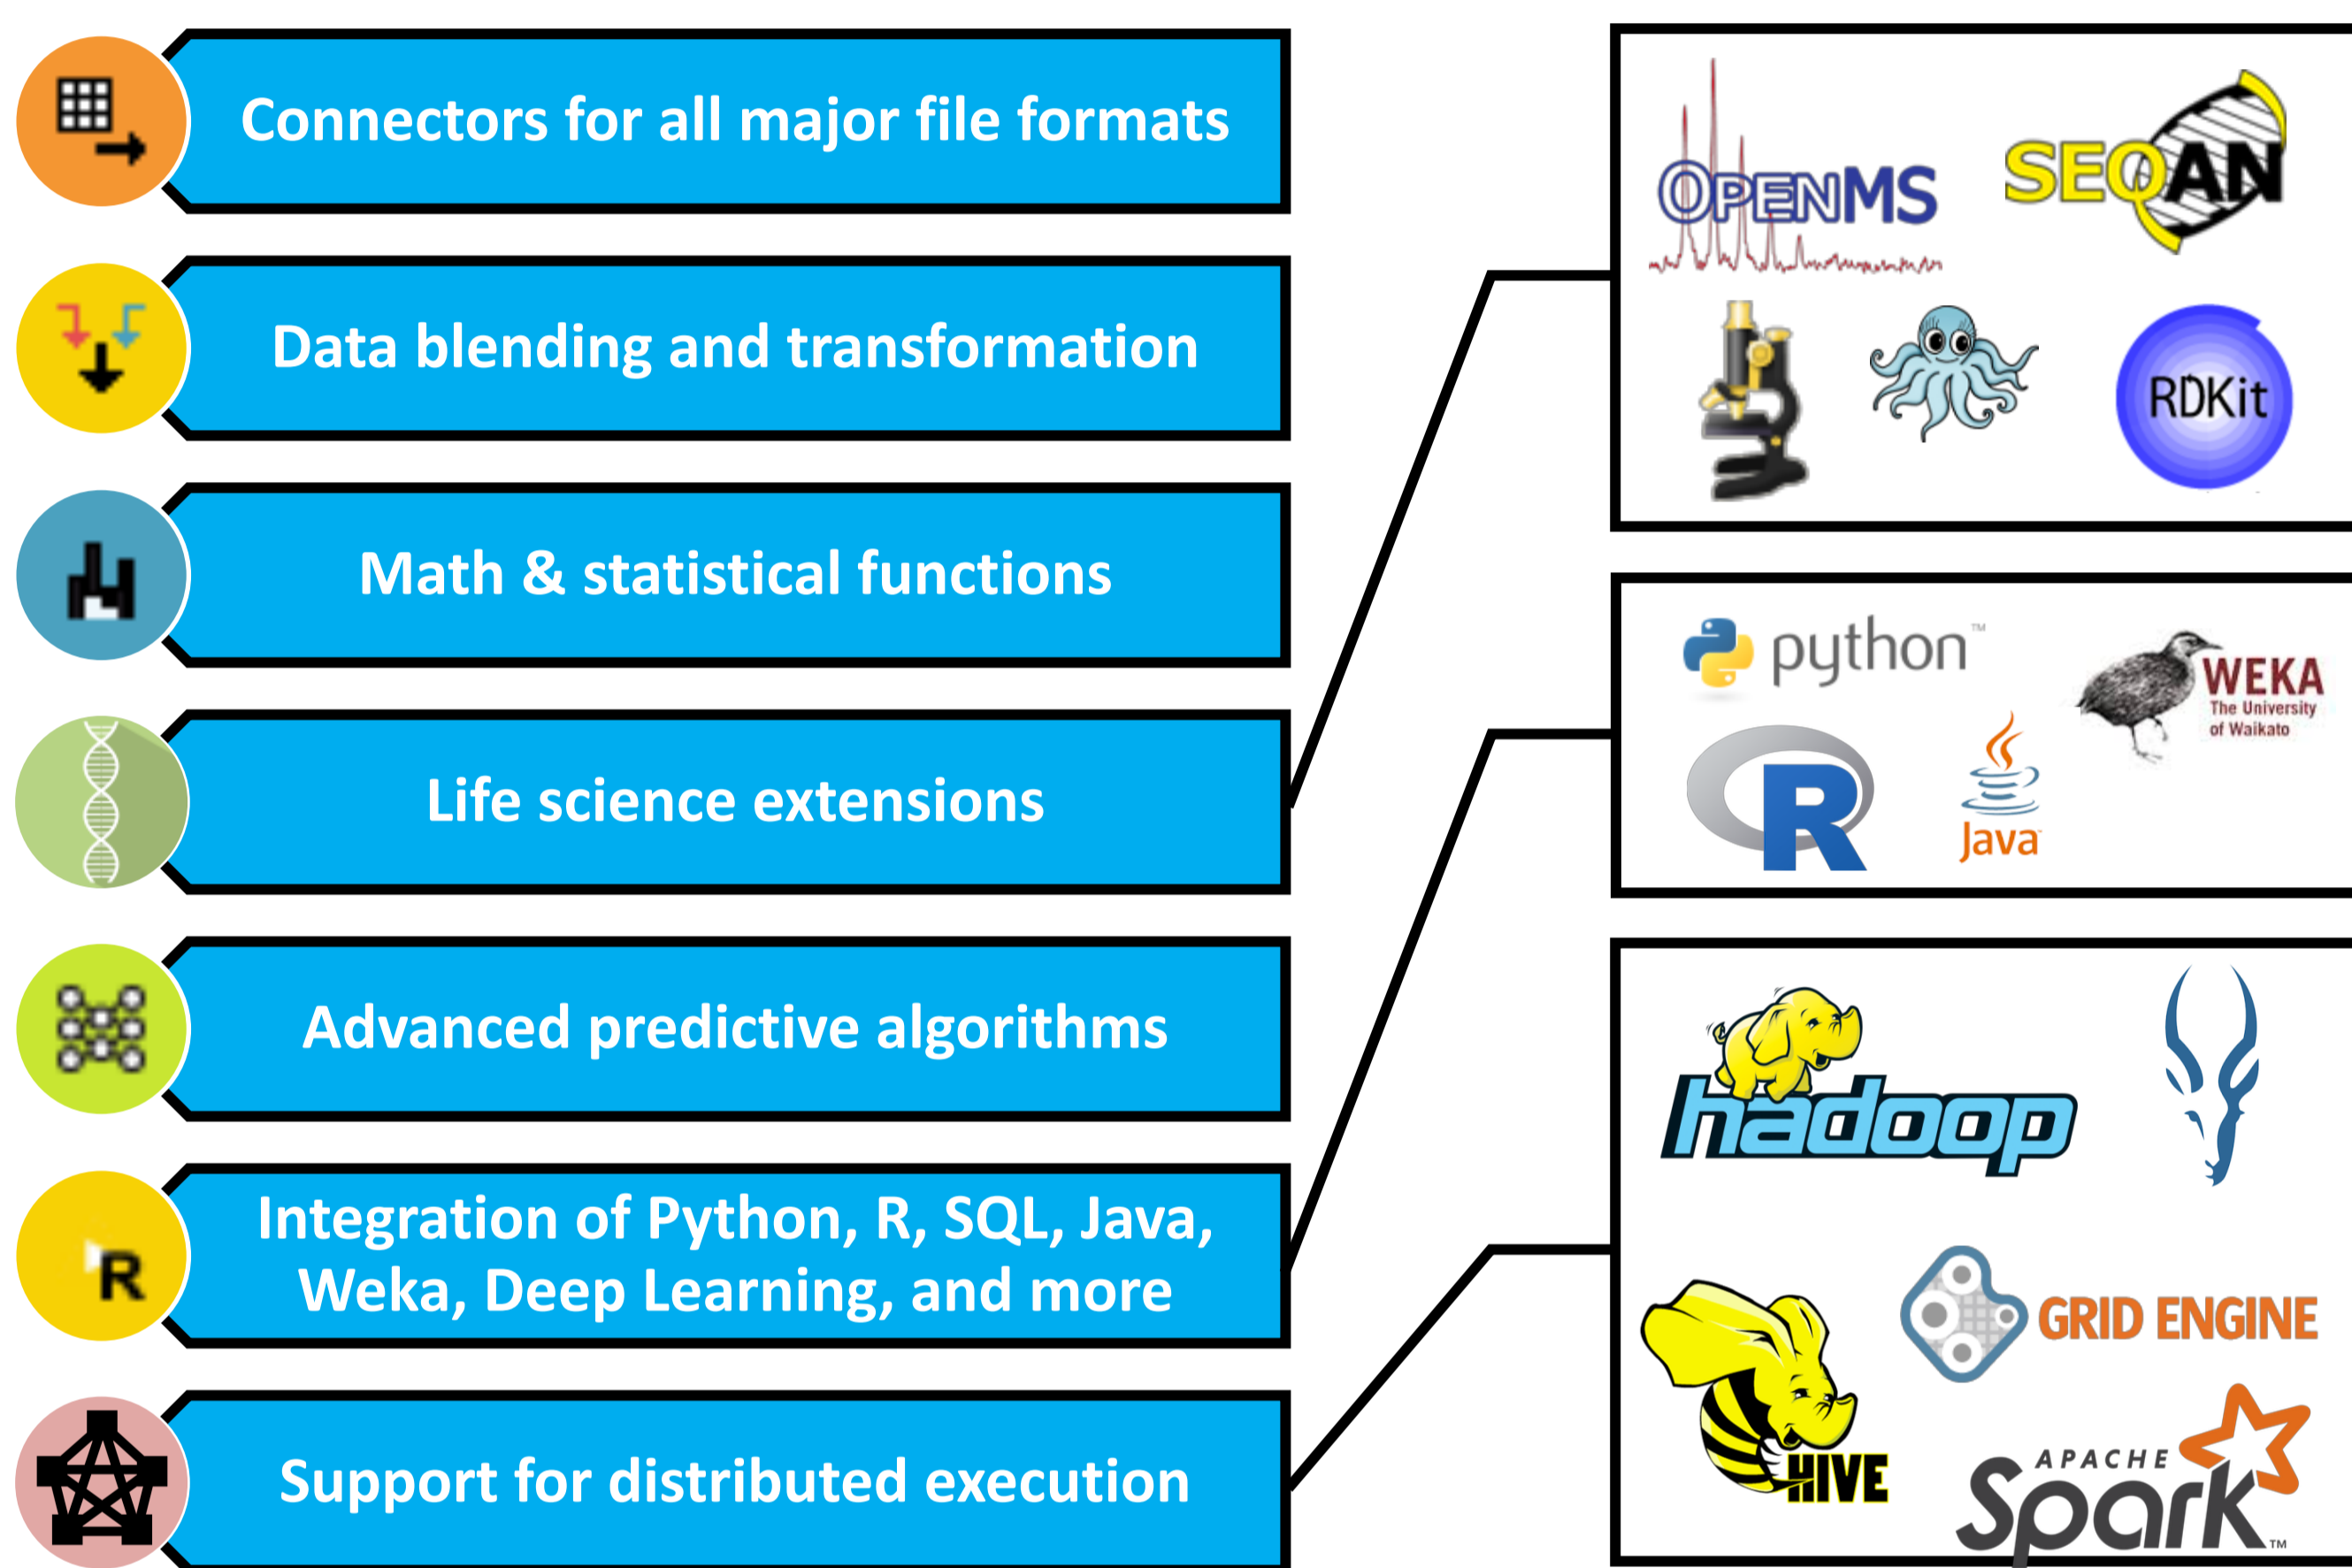 Connectors for all major file formats
Data blending and transformation
Math & statistical functions
Life science extensions
Advanced predictive algorithms
R
Integration of Python, R, SQL, Java,
Weka, Deep Learning, and more
Support for distributed execution
OPENMS
SEQAN
RDKit
python™
WEKA
The University
of Waikato
R
Java™
hadoop
GRID ENGINE
HIVE
APACHE
Spark™